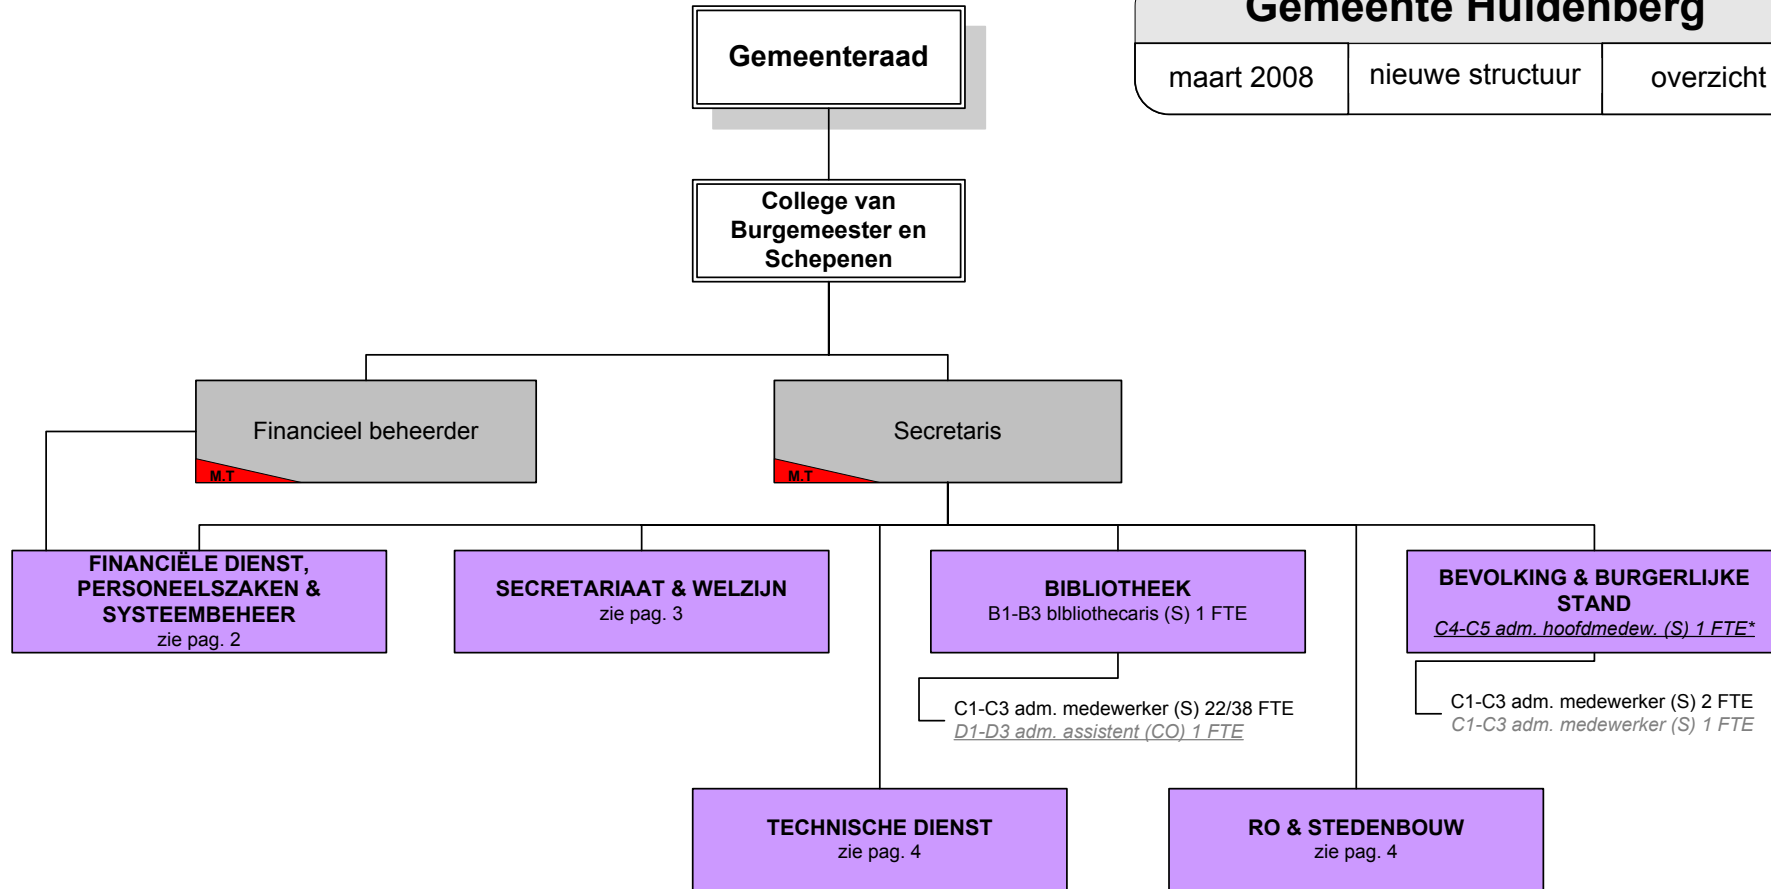 Gemeente Huldenberg
maart 2008
nieuwe structuur
overzicht
Gemeenteraad
College van
Burgemeester en
Schepenen
Financieel beheerder
M.T
Secretaris
M.T
FINANCIËLE DIENST,
PERSONEELSZAKEN &
SYSTEEMBEHEER
zie pag. 2
SECRETARIAAT & WELZIJN
zie pag. 3
BIBLIOTHEEK
B1-B3 blbliothecaris (S) 1 FTE
BEVOLKING & BURGERLIJKE
STAND
C4-C5 adm. hoofdmedew. (S) 1 FTE*
C1-C3 adm. medewerker (S) 22/38 FTE
D1-D3 adm. assistent (CO) 1 FTE
C1-C3 adm. medewerker (S) 2 FTE
C1-C3 adm. medewerker (S) 1 FTE
TECHNISCHE DIENST
zie pag. 4
RO & STEDENBOUW
zie pag. 4